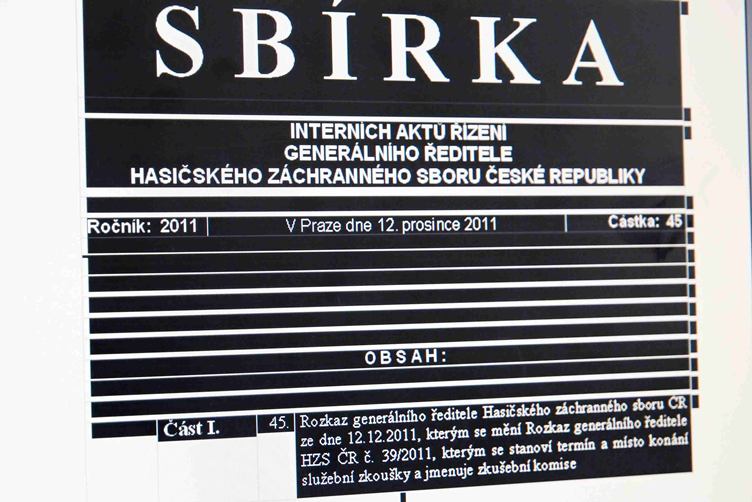 SBÍRKA
INTERNÍCH AKTŮ ŘÍZENÍ
GENERÁLNÍHO ŘEDITELE
HASIČSKÉHO ZÁCHRANNÉHO SBORU ČESKÉ REPUBLIKY
Ročník: 2011 V Praze dne 12. prosince 2011 Částka: 45
OBSAH:
Část I. 45. Rozkaz generálního ředitele Hasičského záchranného sboru ČR
ze dne 12.12.2011, kterým se mění Rozkaz generálního ředitele
HZS ČR č. 39/2011, kterým se stanoví termín a místo konání
služební zkoušky a jmenuje zkušební komise